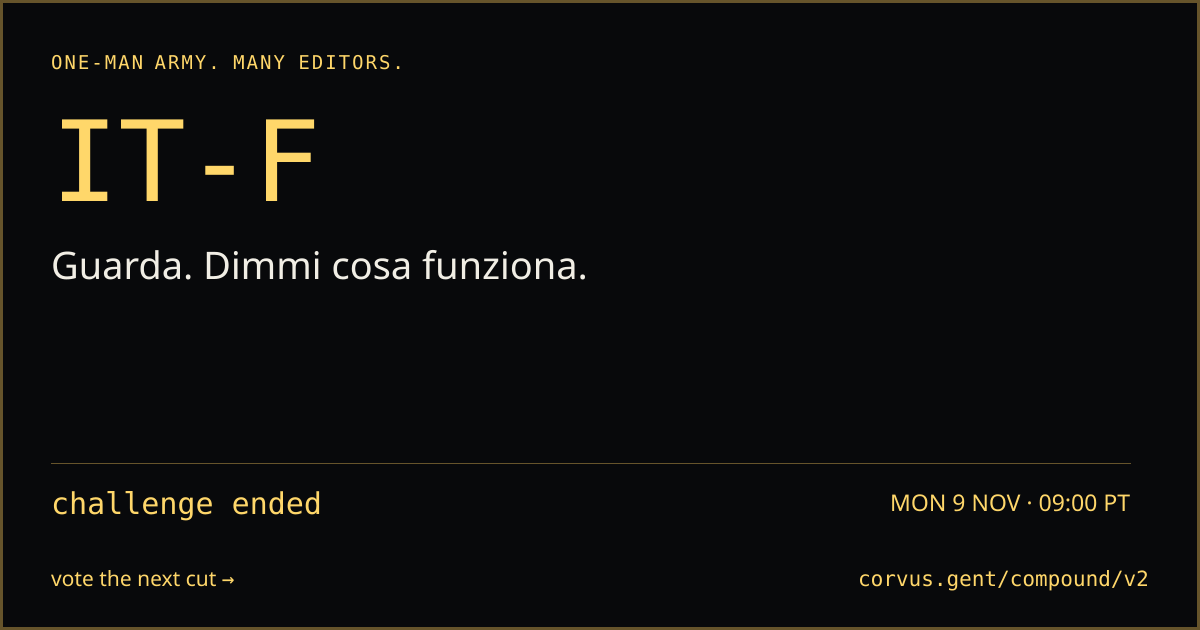 ONE-MAN ARMY. MANY EDITORS.
IT-F
Guarda. Dimmi cosa funziona.
challenge ended
MON 9 NOV · 09:00 PT
vote the next cut →
corvus.gent/compound/v2